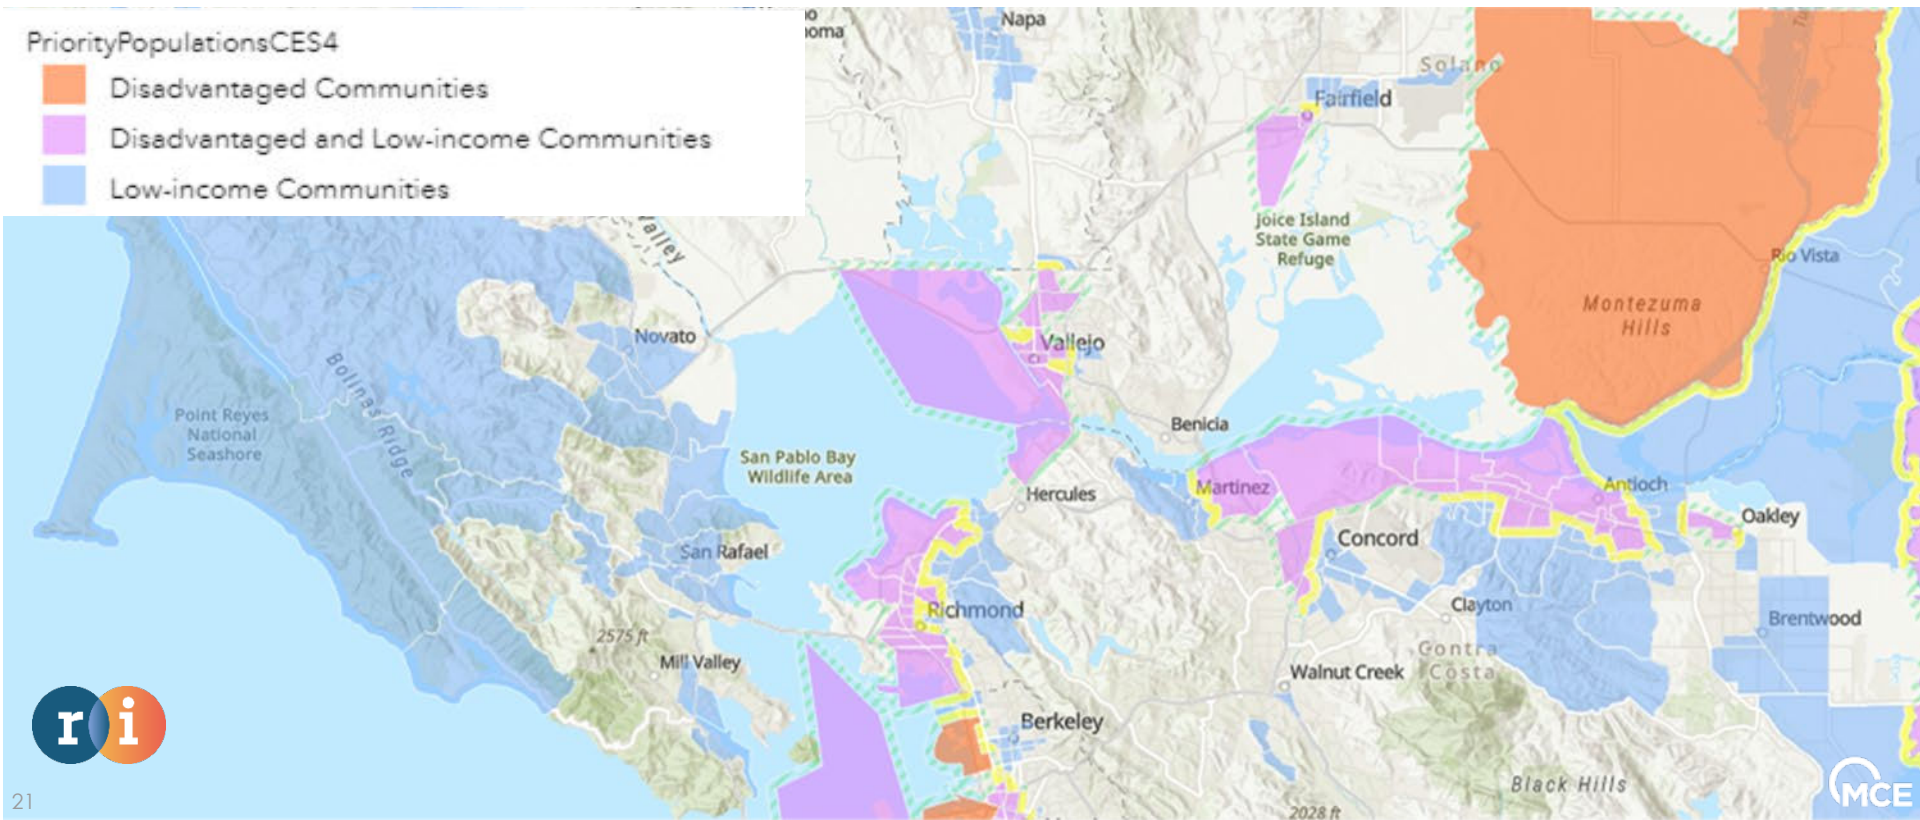 PriorityPopulationsCES4
Disadvantaged Communities
Disadvantaged and Low-income Communities
Low-income Communities
Napa
Solano
Fairfield
Joice Island
State Game
Refuge
Rio Vista
Montezuma
Hills
alley
Novato
Vallejo
Bolinas Ridge
Point Reyes
National
Seashore
Benicia
San Pablo Bay
Wildlife Area
Hercules
Martinez
Antioch
Oakley
Concord
San Rafael
Richmond
Clayton
Brentwood
2575 ft
Mill Valley
Contra
Costa
Walnut Creek
Berkeley
Black Hills
2028 ft
ri
MCE
21